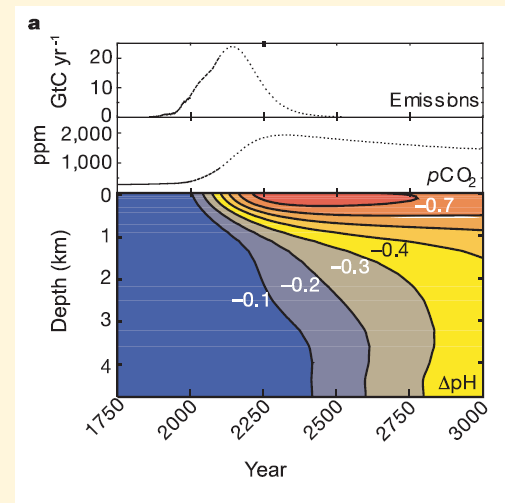 a
GtC yr⁻¹
20
10
0
Emissions
ppm
2,000
1,000
pCO₂
Depth (km)
0
1
2
3
4
–0.7
–0.4
–0.3
–0.2
–0.1
ΔpH
1750
2000
2250
2500
2750
3000
Year